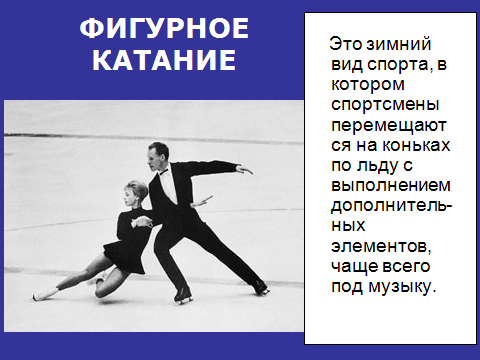 ФИГУРНОЕ
КАТАНИЕ
Это зимний
вид спорта, в
котором
спортсмены
перемещают
ся на коньках
по льду с
выполнением
дополнитель-
ных
элементов,
чаще всего
под музыку.